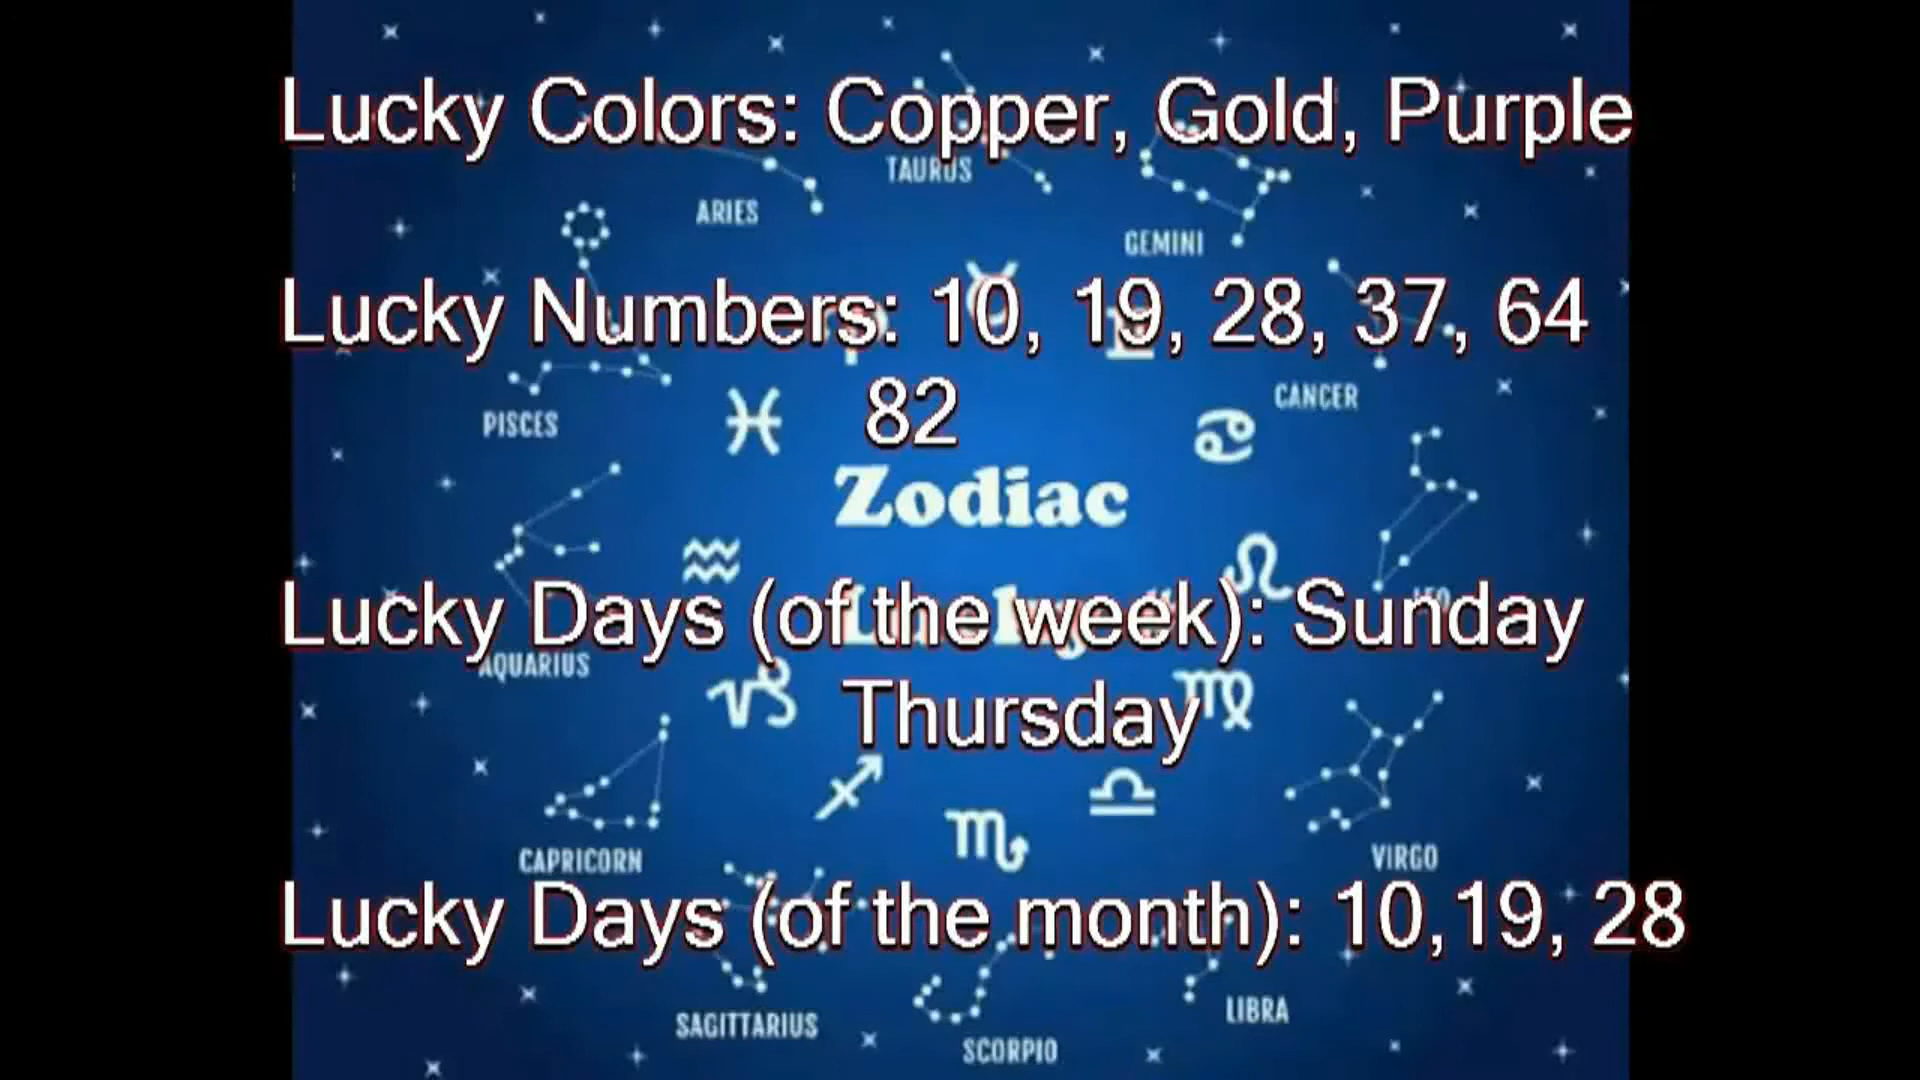 Lucky Colors: Copper, Gold, Purple
TAURUS
ARIES
GEMINI
Lucky Numbers: 10, 19, 28, 37, 64
82
CANCER
PISCES
Zodiac
Lucky Days (of the week): Sunday
LEO
AQUARIUS
Thursday
CAPRICORN
VIRGO
Lucky Days (of the month): 10,19, 28
LIBRA
SAGITTARIUS
SCORPIO